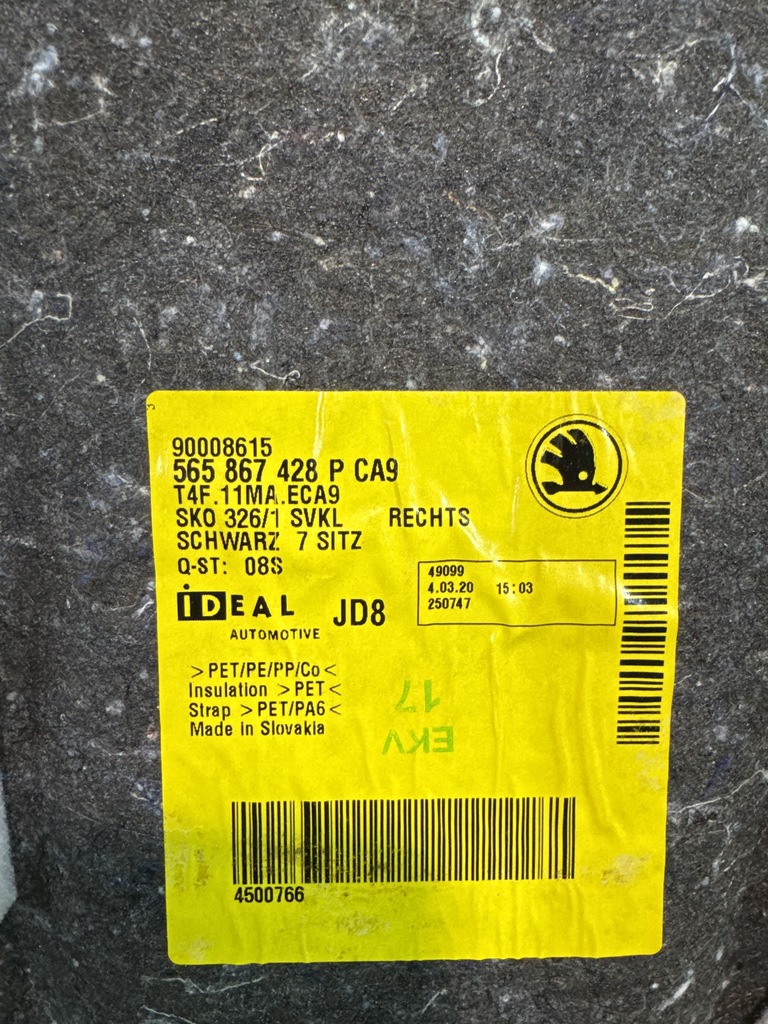 3
90008615
565 867 428 P CA9
T4F.11MA.ECA9
SKO 326/1 SVKL RECHTS
SCHWARZ 7 SITZ
Q-ST: 08S
49099
4.03.20 15:03
250747
iDEAL
AUTOMOTIVE
JD8
>PET/PE/PP/Co<
Insulation >PET<
Strap >PET/PA6<
Made in Slovakia
EKV
17
4500766